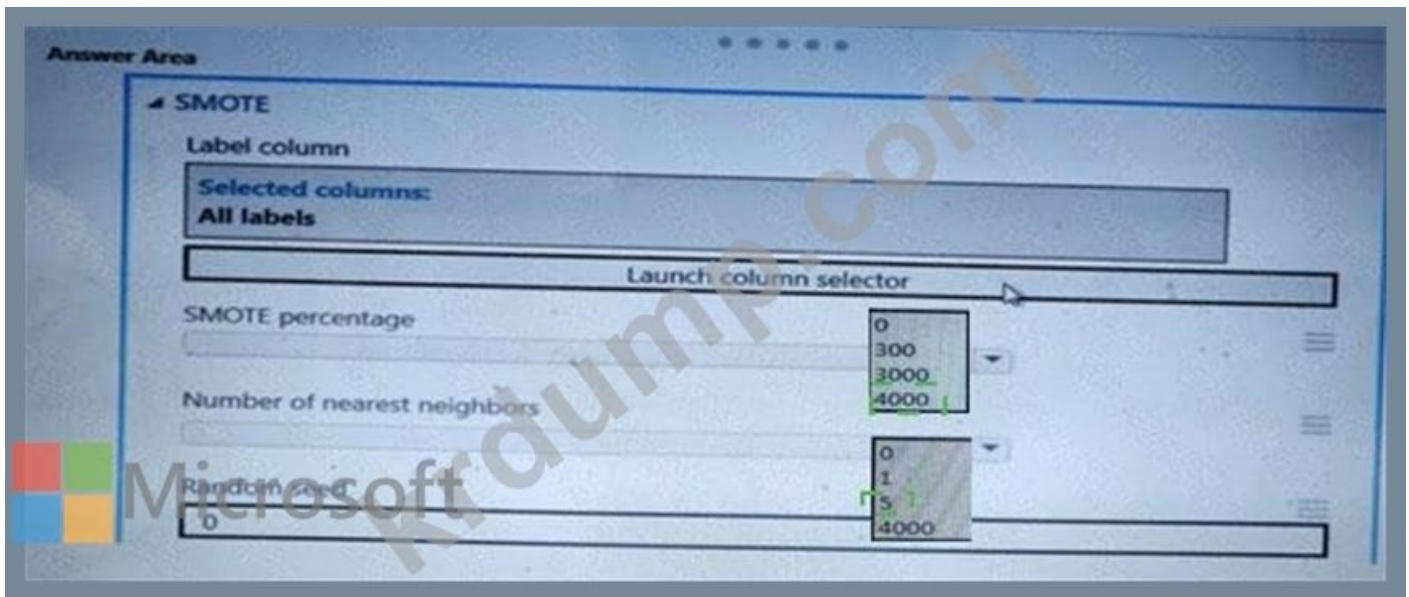 Answer Area
SMOTE
Label column
Selected columns:
All labels
Launch column selector
SMOTE percentage
0
300
3000
4000
Number of nearest neighbors
0
1
5
4000
Random seed
0
Microsoft
krdump.com